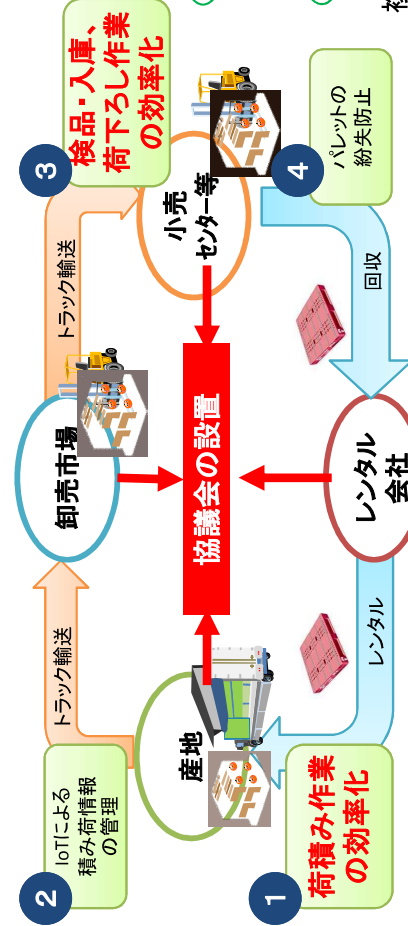 1
荷積み作業
の効率化
2
IoTによる
積み荷情報
の管理
3
検品・入庫、
荷下ろし作業
の効率化
4
パレットの
紛失防止
産地
トラック輸送
卸売市場
トラック輸送
小売
センター等
回収
レンタル
会社
レンタル
協議会の設置